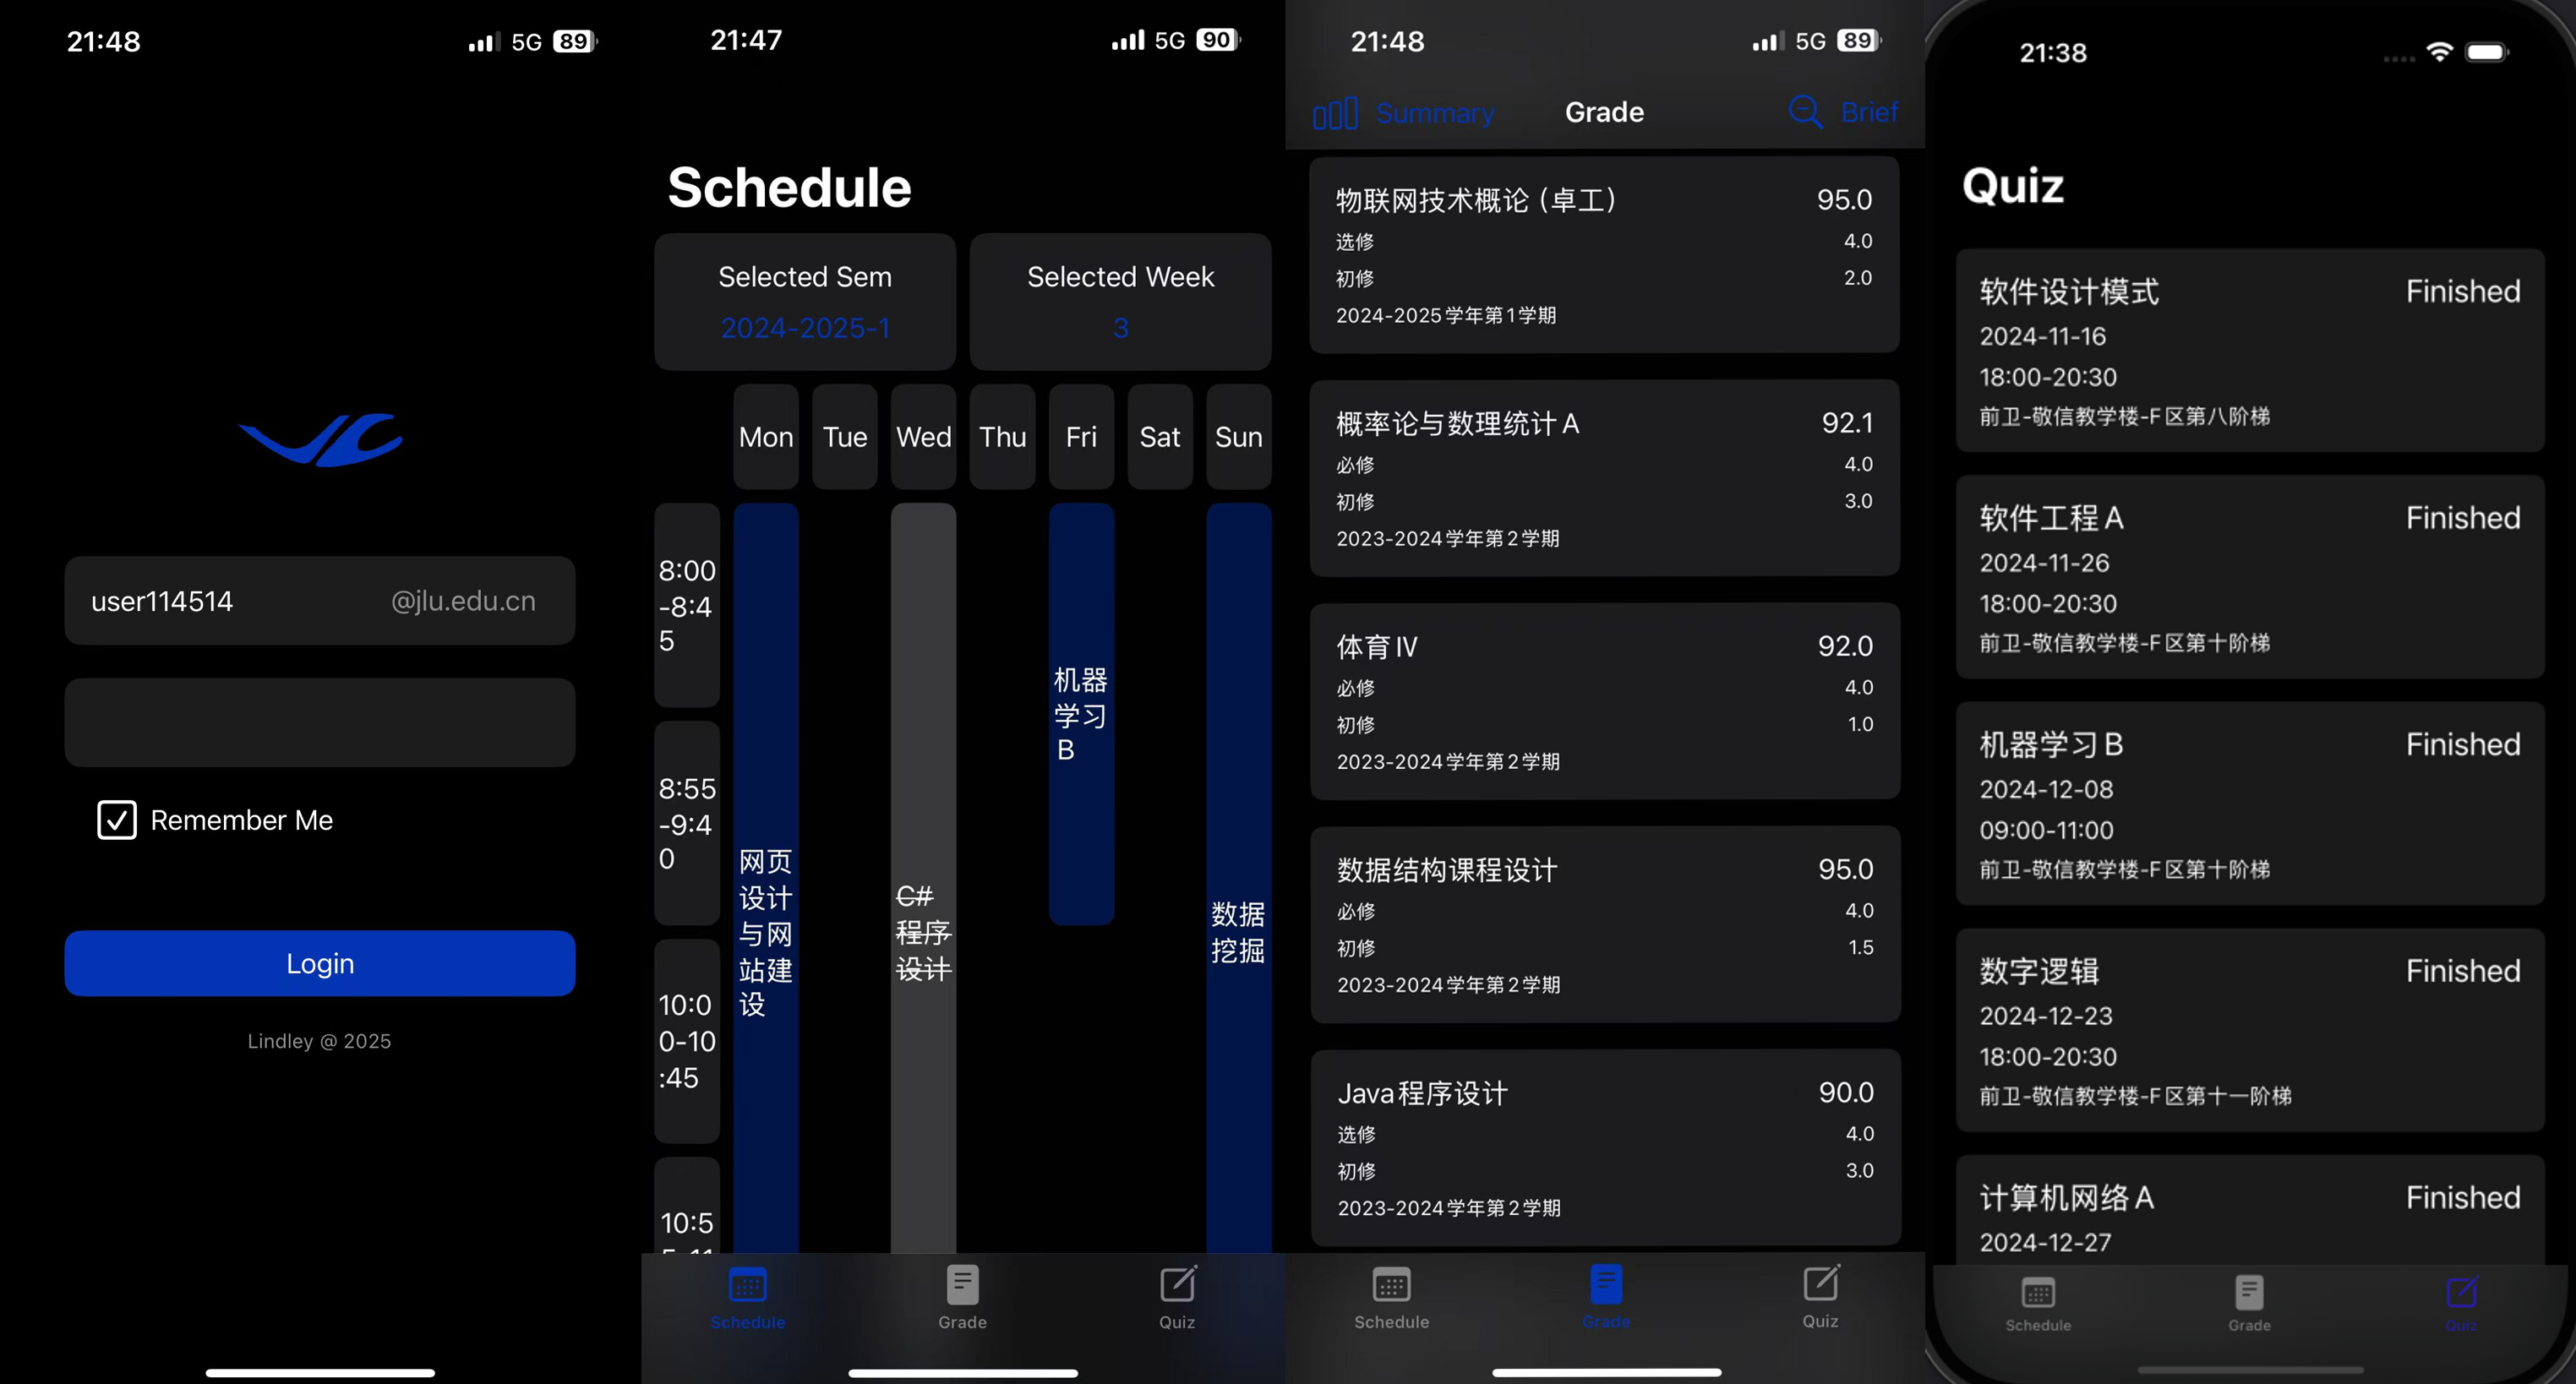 21:48
5G 89
user114514 @jlu.edu.cn
Remember Me
Login
Lindley @ 2025
21:47
5G 90
Schedule
Selected Sem
2024-2025-1
Selected Week
3
Mon Tue Wed Thu Fri Sat Sun
8:00
-8:4
5
8:55
-9:4
0
10:0
0-10
:45
10:5
网页
设计
与网
站建
设
C#
程序
设计
机器
学习
B
数据
挖掘
Schedule Grade Quiz
21:48
5G 89
Summary Grade Brief
物联网技术概论（卓工） 95.0
选修 4.0
初修 2.0
2024-2025学年第1学期
概率论与数理统计A 92.1
必修 4.0
初修 3.0
2023-2024学年第2学期
体育IV 92.0
必修 4.0
初修 1.0
2023-2024学年第2学期
数据结构课程设计 95.0
必修 4.0
初修 1.5
2023-2024学年第2学期
Java程序设计 90.0
选修 4.0
初修 3.0
2023-2024学年第2学期
Schedule Grade Quiz
21:38
Quiz
软件设计模式 Finished
2024-11-16
18:00-20:30
前卫-敬信教学楼-F区第八阶梯
软件工程A Finished
2024-11-26
18:00-20:30
前卫-敬信教学楼-F区第十阶梯
机器学习B Finished
2024-12-08
09:00-11:00
前卫-敬信教学楼-F区第十阶梯
数字逻辑 Finished
2024-12-23
18:00-20:30
前卫-敬信教学楼-F区第十一阶梯
计算机网络A Finished
2024-12-27
Schedule Grade Quiz